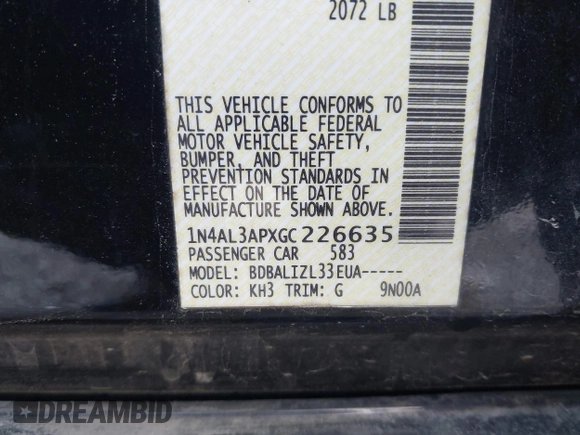 2072 LB
THIS VEHICLE CONFORMS TO
ALL APPLICABLE FEDERAL
MOTOR VEHICLE SAFETY,
BUMPER, AND THEFT
PREVENTION STANDARDS IN
EFFECT ON THE DATE OF
MANUFACTURE SHOWN ABOVE.
1N4AL3APXGC226635
PASSENGER CAR 583
MODEL: BDBALIZL33EUA-----
COLOR: KH3 TRIM: G 9N00A
DREAMBID